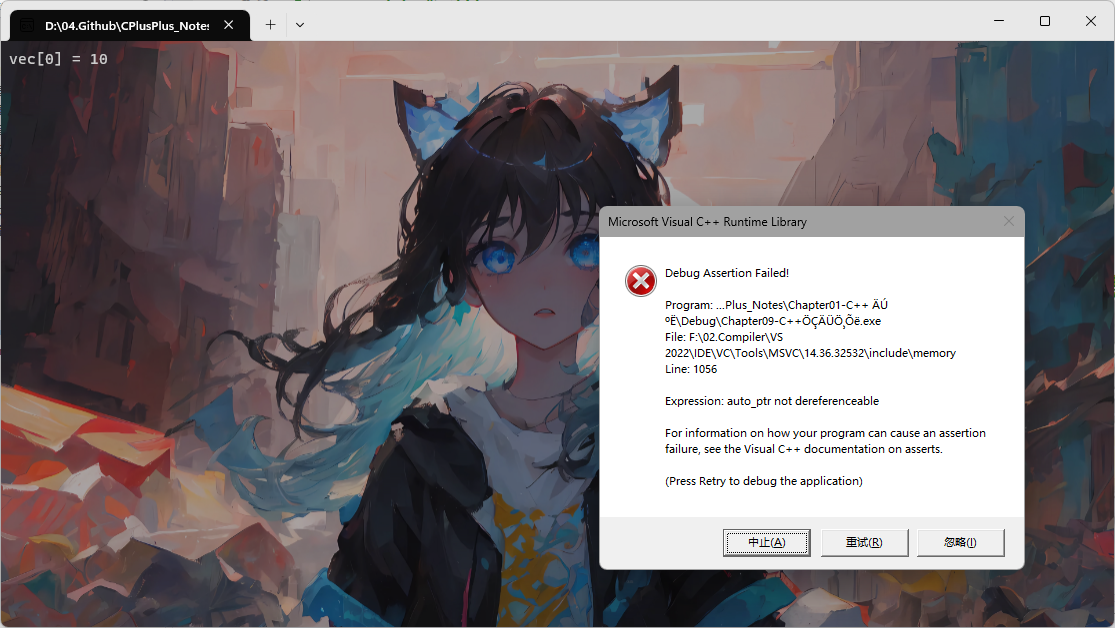 D:\04.Github\CPlusPlus_Notes
vec[0] = 10
Microsoft Visual C++ Runtime Library
Debug Assertion Failed!
Program: ...Plus_Notes\Chapter01-C++ ÄÚ
ºË\Debug\Chapter09-C++ÖÇÄÜÖ¸Õë.exe
File: F:\02.Compiler\VS
2022\IDE\VC\Tools\MSVC\14.36.32532\include\memory
Line: 1056
Expression: auto_ptr not dereferenceable
For information on how your program can cause an assertion
failure, see the Visual C++ documentation on asserts.
(Press Retry to debug the application)
中止(A)
重试(R)
忽略(I)